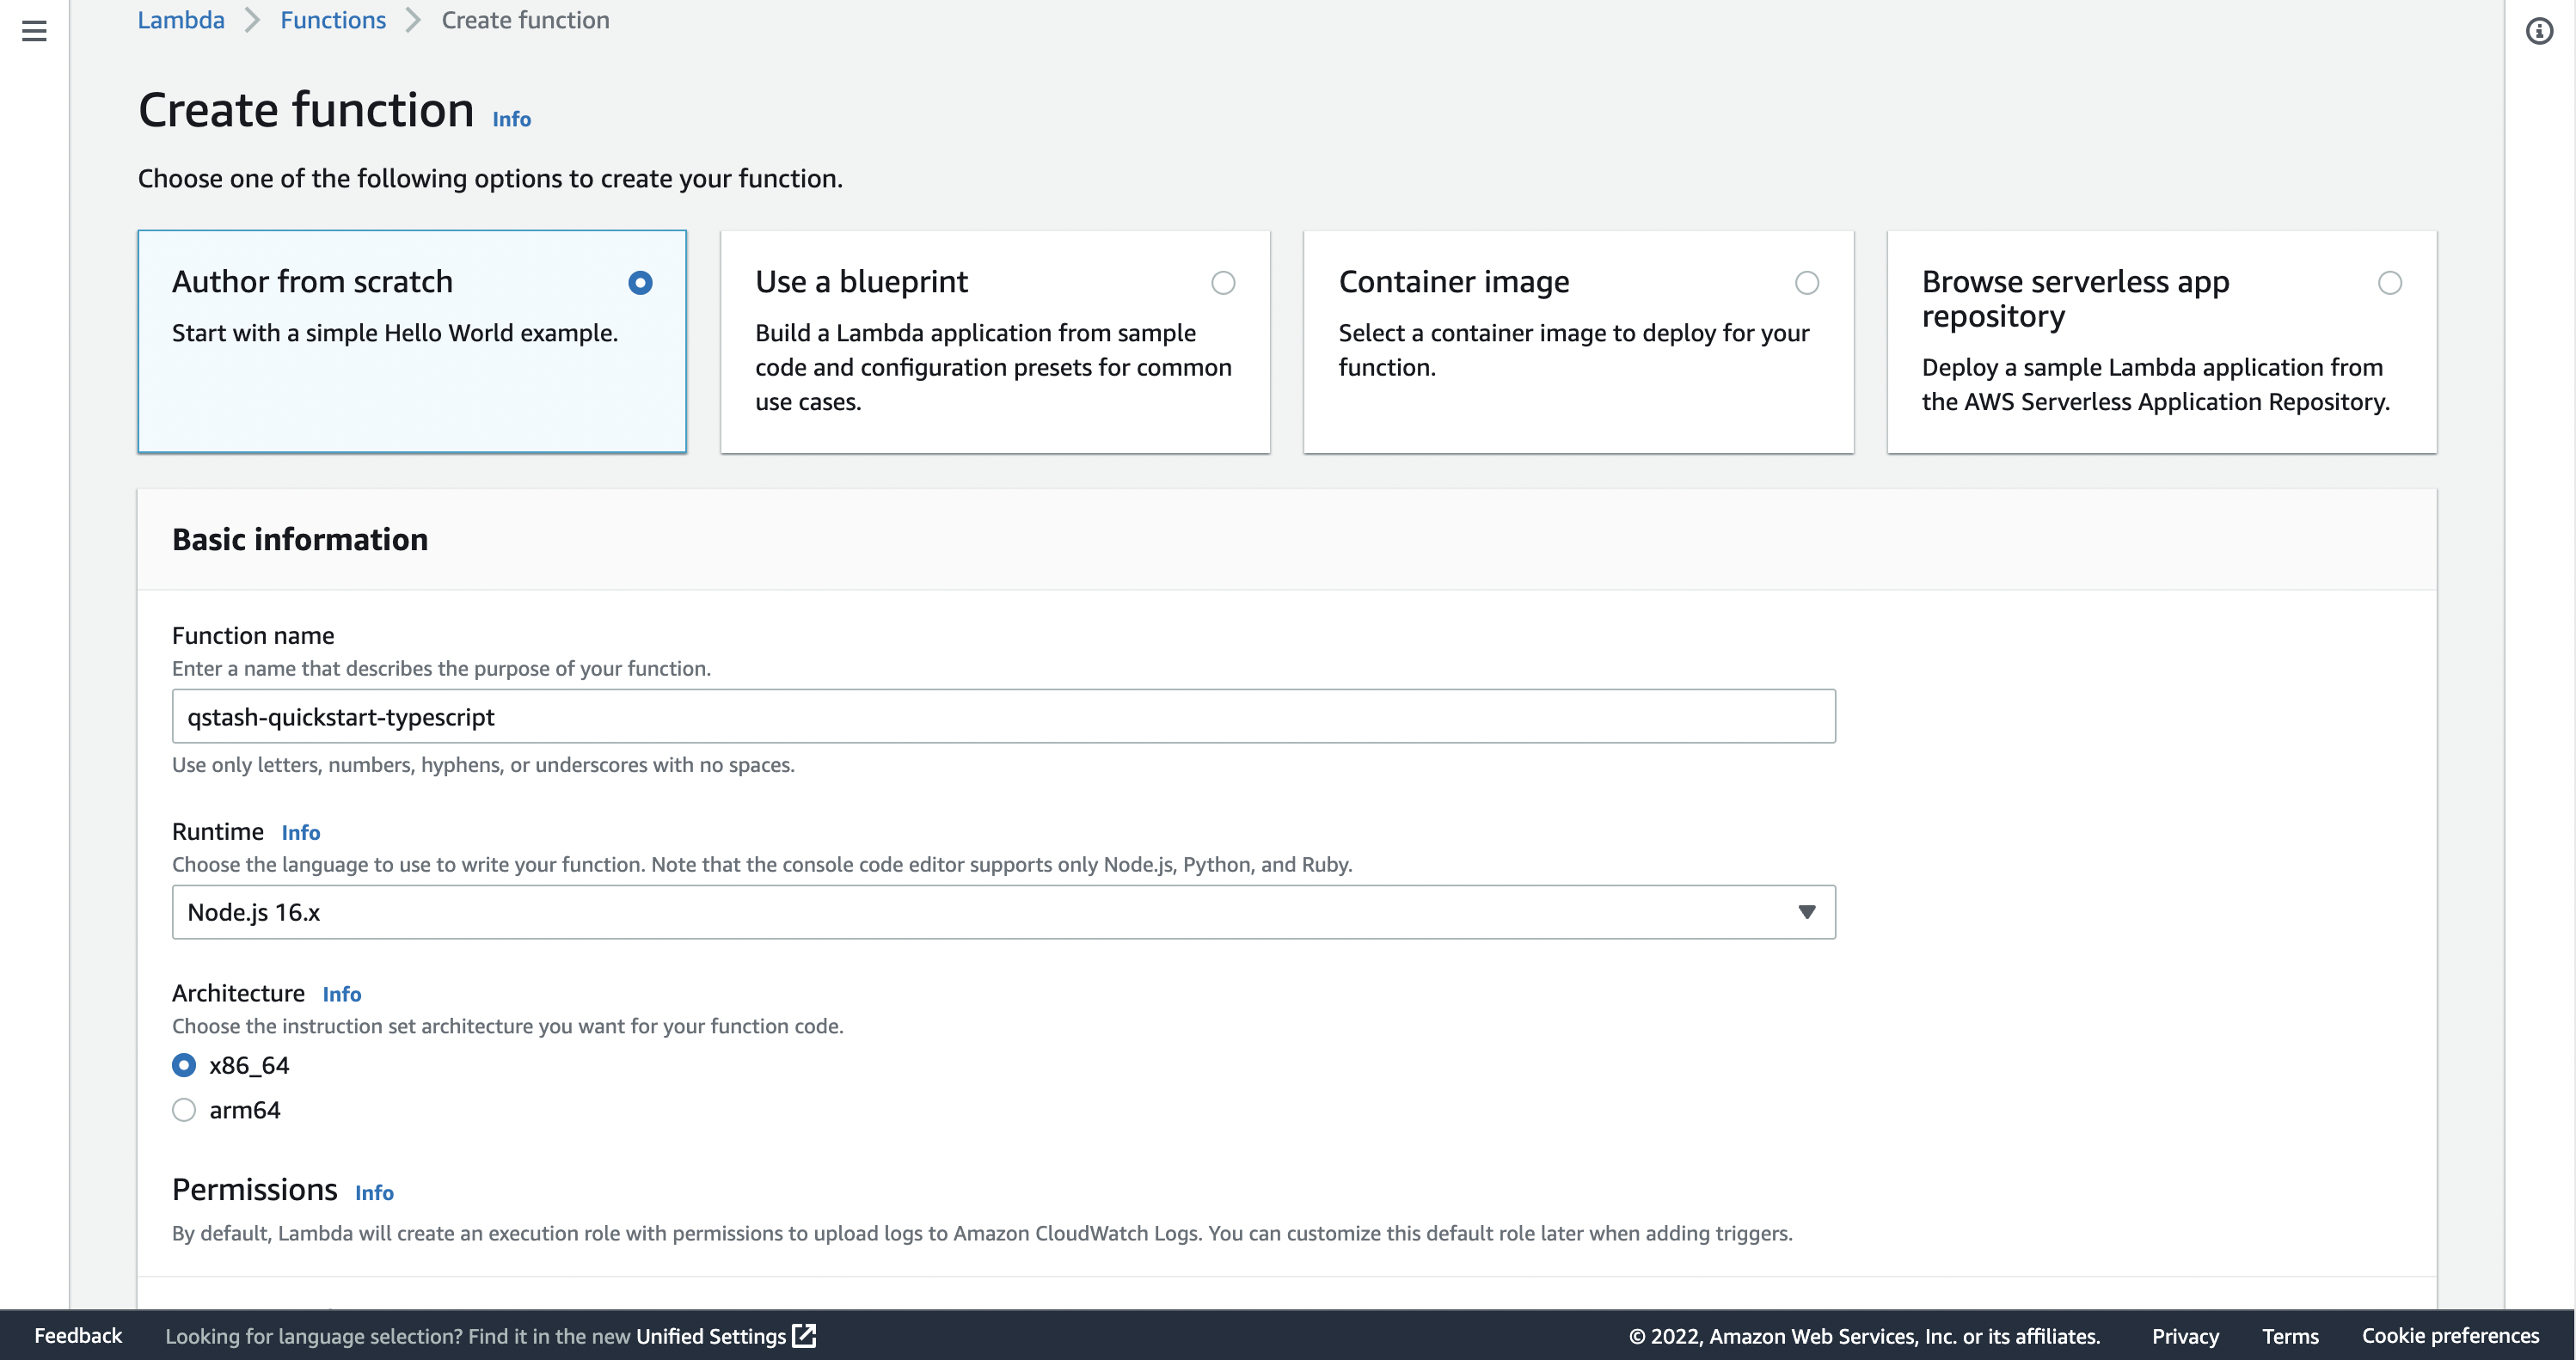 Lambda > Functions > Create function
Create function Info
Choose one of the following options to create your function.
Author from scratch
Start with a simple Hello World example.
Use a blueprint
Build a Lambda application from sample
code and configuration presets for common
use cases.
Container image
Select a container image to deploy for your
function.
Browse serverless app
repository
Deploy a sample Lambda application from
the AWS Serverless Application Repository.
Basic information
Function name
Enter a name that describes the purpose of your function.
qstash-quickstart-typescript
Use only letters, numbers, hyphens, or underscores with no spaces.
Runtime Info
Choose the language to use to write your function. Note that the console code editor supports only Node.js, Python, and Ruby.
Node.js 16.x
Architecture Info
Choose the instruction set architecture you want for your function code.
x86_64
arm64
Permissions Info
By default, Lambda will create an execution role with permissions to upload logs to Amazon CloudWatch Logs. You can customize this default role later when adding triggers.
Feedback Looking for language selection? Find it in the new Unified Settings © 2022, Amazon Web Services, Inc. or its affiliates. Privacy Terms Cookie preferences